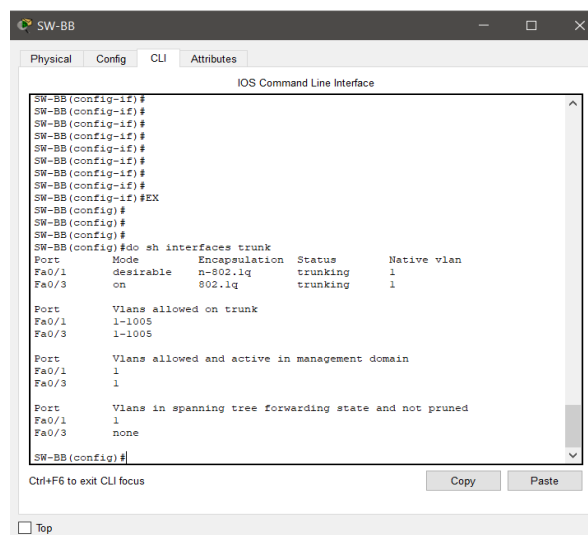 SW-BB
Physical Config CLI Attributes
IOS Command Line Interface
SW-BB(config-if)#
SW-BB(config-if)#
SW-BB(config-if)#
SW-BB(config-if)#
SW-BB(config-if)#
SW-BB(config-if)#
SW-BB(config-if)#
SW-BB(config-if)#
SW-BB(config-if)#EX
SW-BB(config)#
SW-BB(config)#
SW-BB(config)#
SW-BB(config)#do sh interfaces trunk
Port Mode Encapsulation Status Native vlan
Fa0/1 desirable n-802.1q trunking 1
Fa0/3 on 802.1q trunking 1
Port Vlans allowed on trunk
Fa0/1 1-1005
Fa0/3 1-1005
Port Vlans allowed and active in management domain
Fa0/1 1
Fa0/3 1
Port Vlans in spanning tree forwarding state and not pruned
Fa0/1 1
Fa0/3 none
SW-BB(config)#
Ctrl+F6 to exit CLI focus Copy Paste
Top